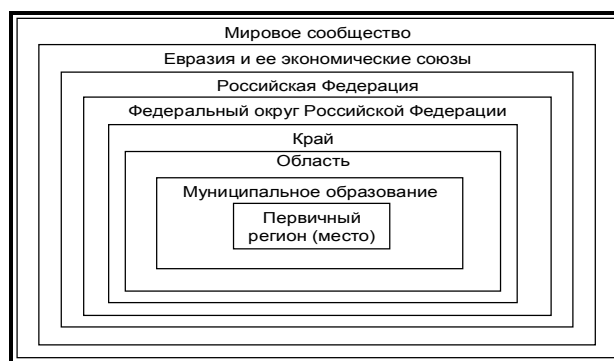 Мировое сообщество
Евразия и ее экономические союзы
Российская Федерация
Федеральный округ Российской Федерации
Край
Область
Муниципальное образование
Первичный
регион (место)